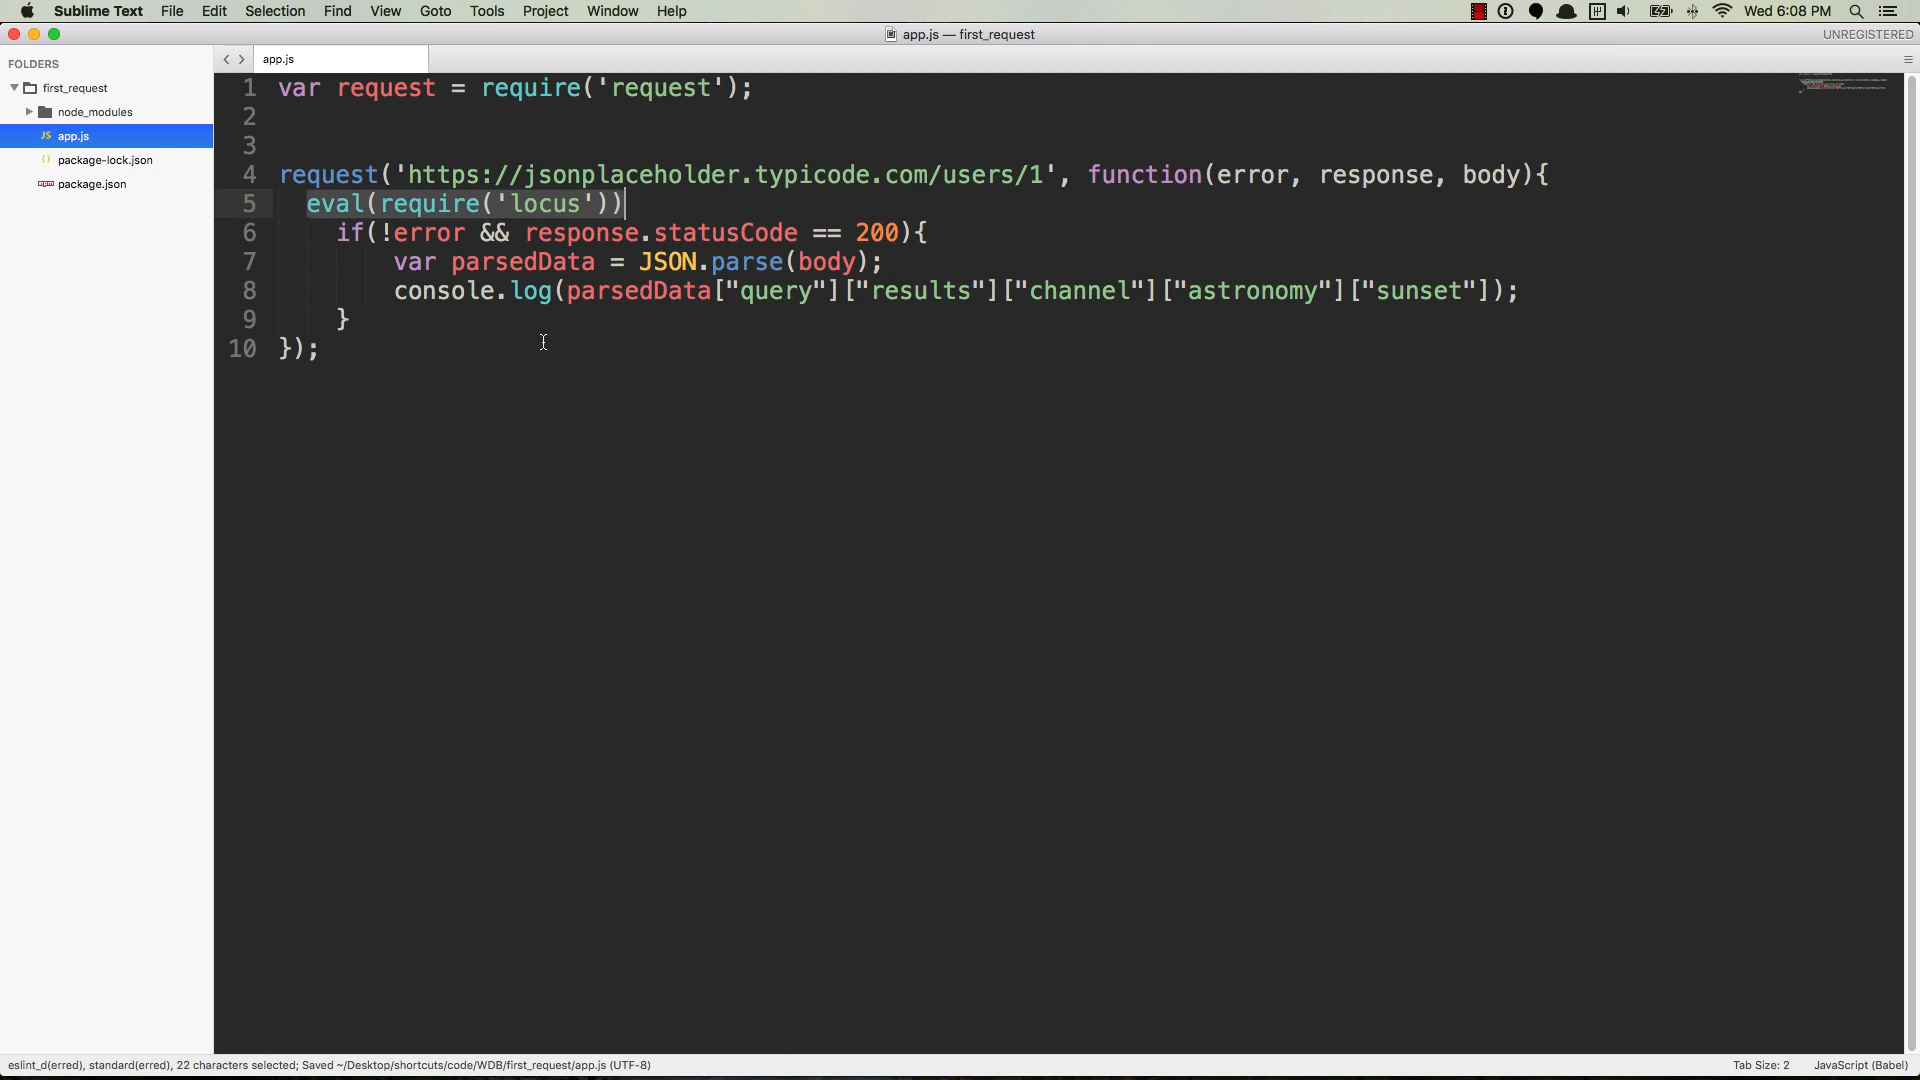 Sublime Text File Edit Selection Find View Goto Tools Project Window Help Wed 6:08 PM
app.js — first_request UNREGISTERED
FOLDERS
first_request
node_modules
JS app.js
package-lock.json
package.json
app.js
1 var request = require('request');
2
3
4 request('https://jsonplaceholder.typicode.com/users/1', function(error, response, body){
5 eval(require('locus'))
6 if(!error && response.statusCode == 200){
7 var parsedData = JSON.parse(body);
8 console.log(parsedData["query"]["results"]["channel"]["astronomy"]["sunset"]);
9 }
10 });
eslint_d(erred), standard(erred), 22 characters selected; Saved ~/Desktop/shortcuts/code/WDB/first_request/app.js (UTF-8) Tab Size: 2 JavaScript (Babel)